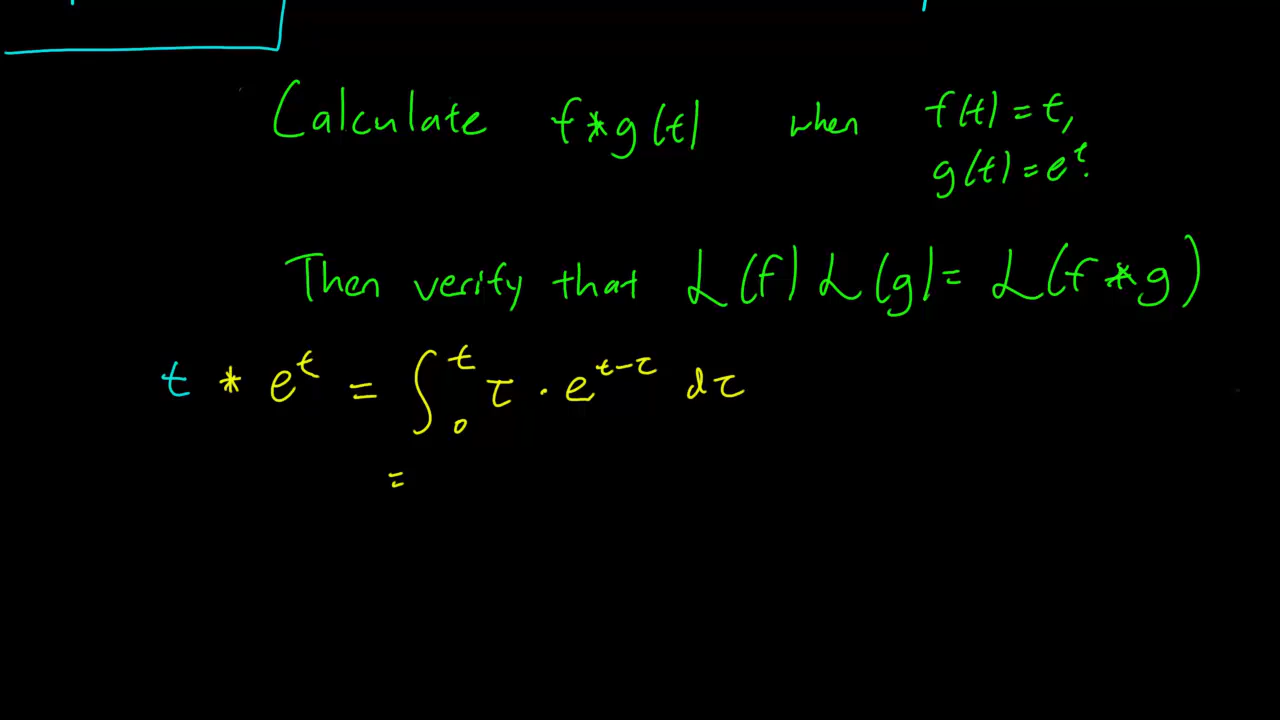 Calculate f*g(t) when f(t)=t,
g(t)=e^t.
Then verify that ℒ(f)ℒ(g)=ℒ(f*g)
t * e^t = ∫_0^t τ · e^{t-τ} dτ
=